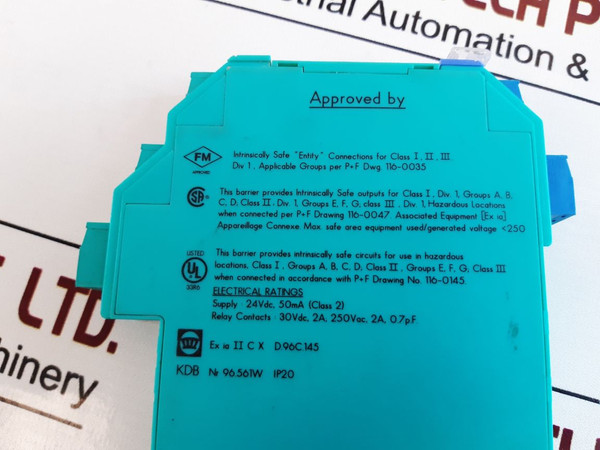 ECH P
strial Automation &
Approved by
FM
APPROVED
Intrinsically Safe "Entity" Connections for Class I, II, III
Div 1, Applicable Groups per P+F Dwg. 116-0035
This barrier provides Intrinsically Safe outputs for Class I, Div. 1, Groups A, B,
C, D, Class II, Div. 1, Groups E, F, G, class III, Div. 1, Hazardous Locations
when connected per P+F Drawing 116-0047. Associated Equipment [Ex ia]
Appareillage Connexe Max. safe area equipment used/generated voltage <250
LISTED
UL
This barrier provides intrinsically safe circuits for use in hazardous
locations, Class I, Groups A, B, C, D, Class II, Groups E, F, G, Class III
when connected in accordance with P+F Drawing No. 116-0145
ELECTRICAL RATINGS
Supply : 24Vdc, 50mA (Class 2)
Relay Contacts : 30Vdc, 2A, 250Vac, 2A, 0.7p.F.
Ex ia II C X D.96C145
KDB Nr 96.561W IP20
LTD.
hinery